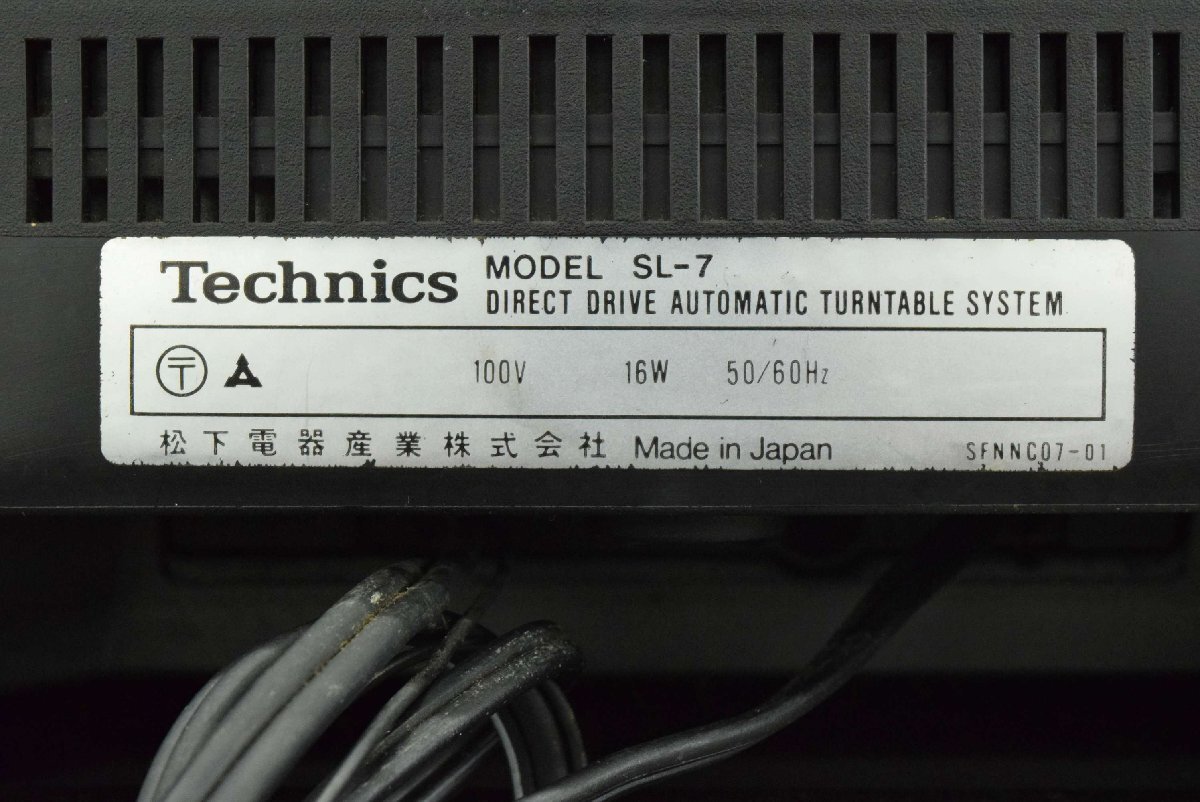 Technics MODEL SL-7
DIRECT DRIVE AUTOMATIC TURNTABLE SYSTEM
〒 100V 16W 50/60Hz
松下電器産業株式会社 Made in Japan SFNNC07-01